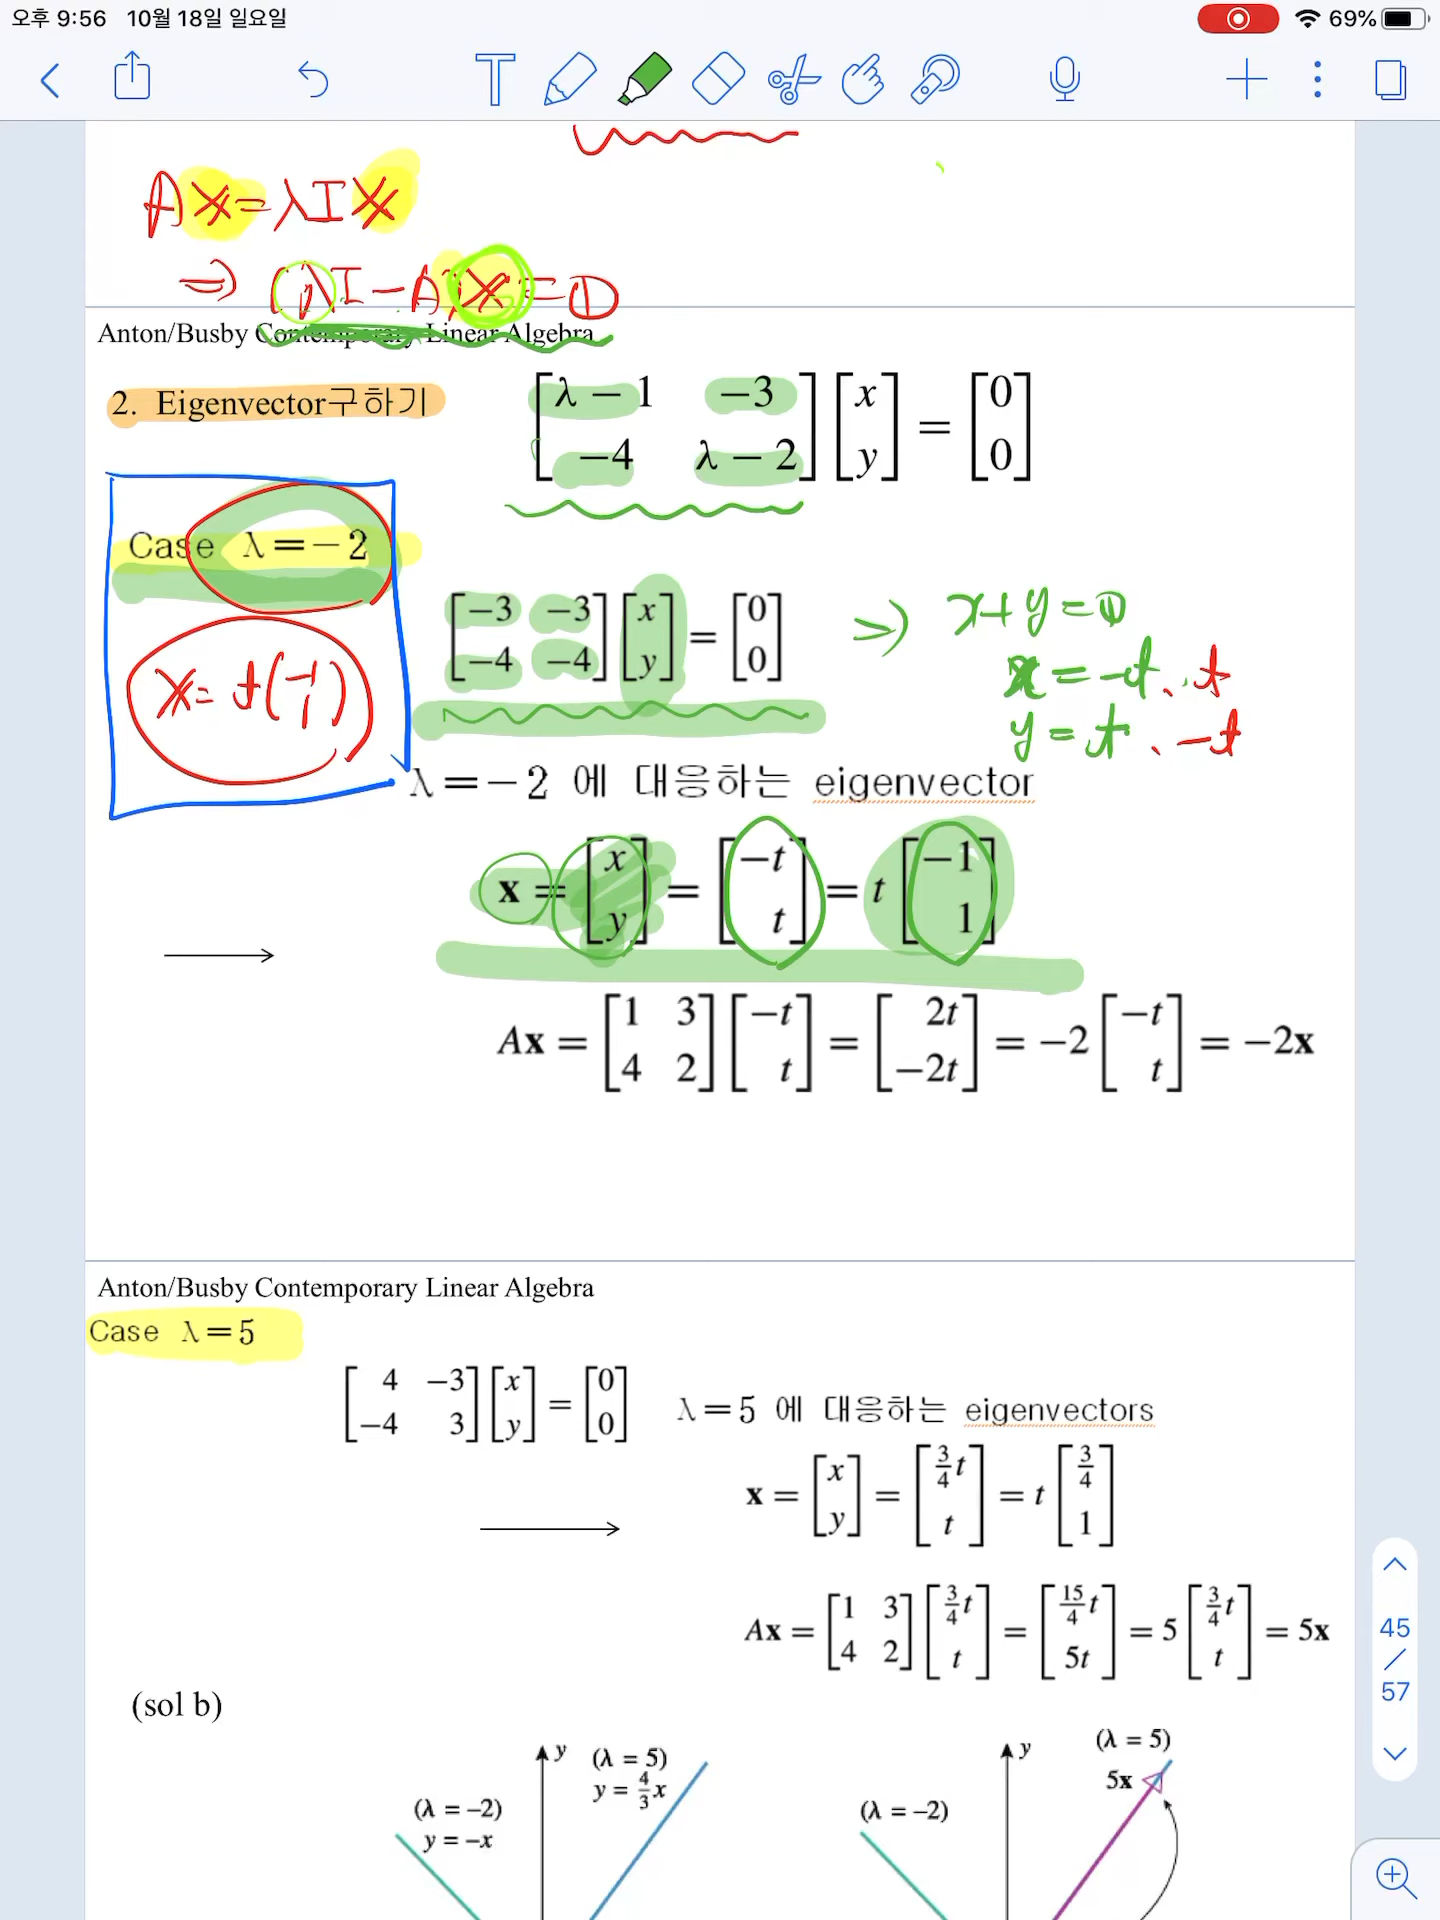 오후 9:56 10월 18일 일요일 69%
AX=λIX
⇒ (λI-A)X=0
Anton/Busby Contemporary Linear Algebra
2. Eigenvector구하기
[λ − 1 −3; −4 λ − 2] [x; y] = [0; 0]
Case λ=−2
[−3 −3; −4 −4] [x; y] = [0; 0]
⇒ x+y=0
x=-t, t
y=t, -t
X=t(-1 1)
λ=−2 에 대응하는 eigenvector
x = [x; y] = [−t; t] = t [−1; 1]
Ax = [1 3; 4 2] [−t; t] = [2t; −2t] = −2 [−t; t] = −2x
Anton/Busby Contemporary Linear Algebra
Case λ=5
[4 −3; −4 3] [x; y] = [0; 0]
λ=5 에 대응하는 eigenvectors
x = [x; y] = [3/4 t; t] = t [3/4; 1]
Ax = [1 3; 4 2] [3/4 t; t] = [15/4 t; 5t] = 5 [3/4 t; t] = 5x
45
/
57
(sol b)
y (λ = 5)
y = 4/3 x
(λ = −2)
y = −x
y (λ = 5)
5x
(λ = −2)